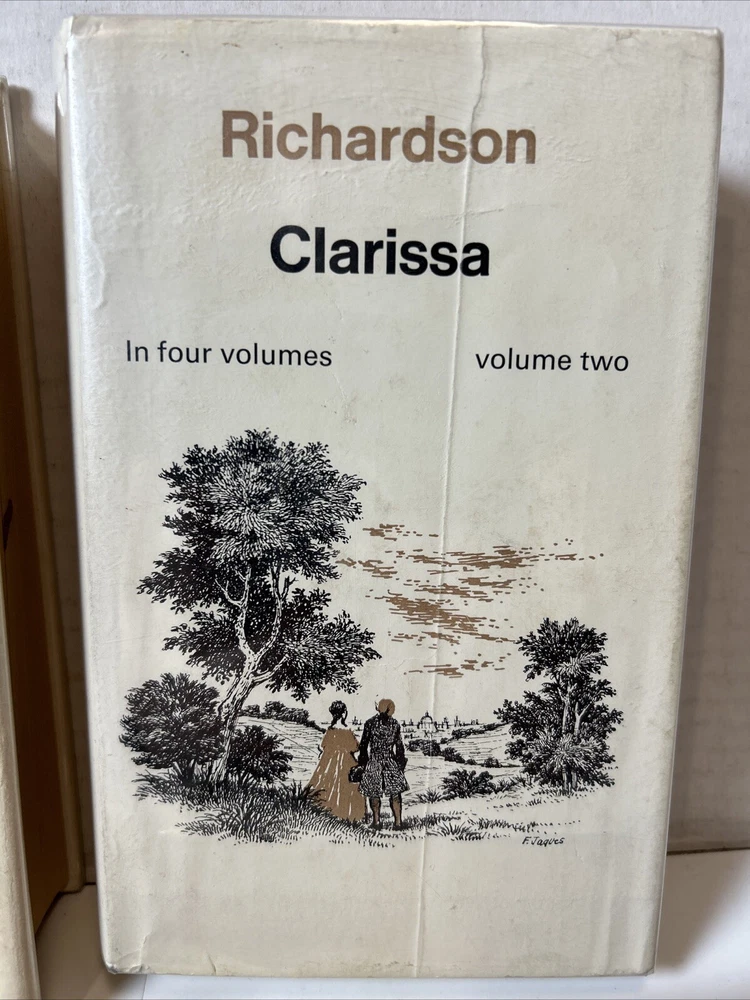 Richardson
Clarissa
In four volumes volume two
F. Jaques